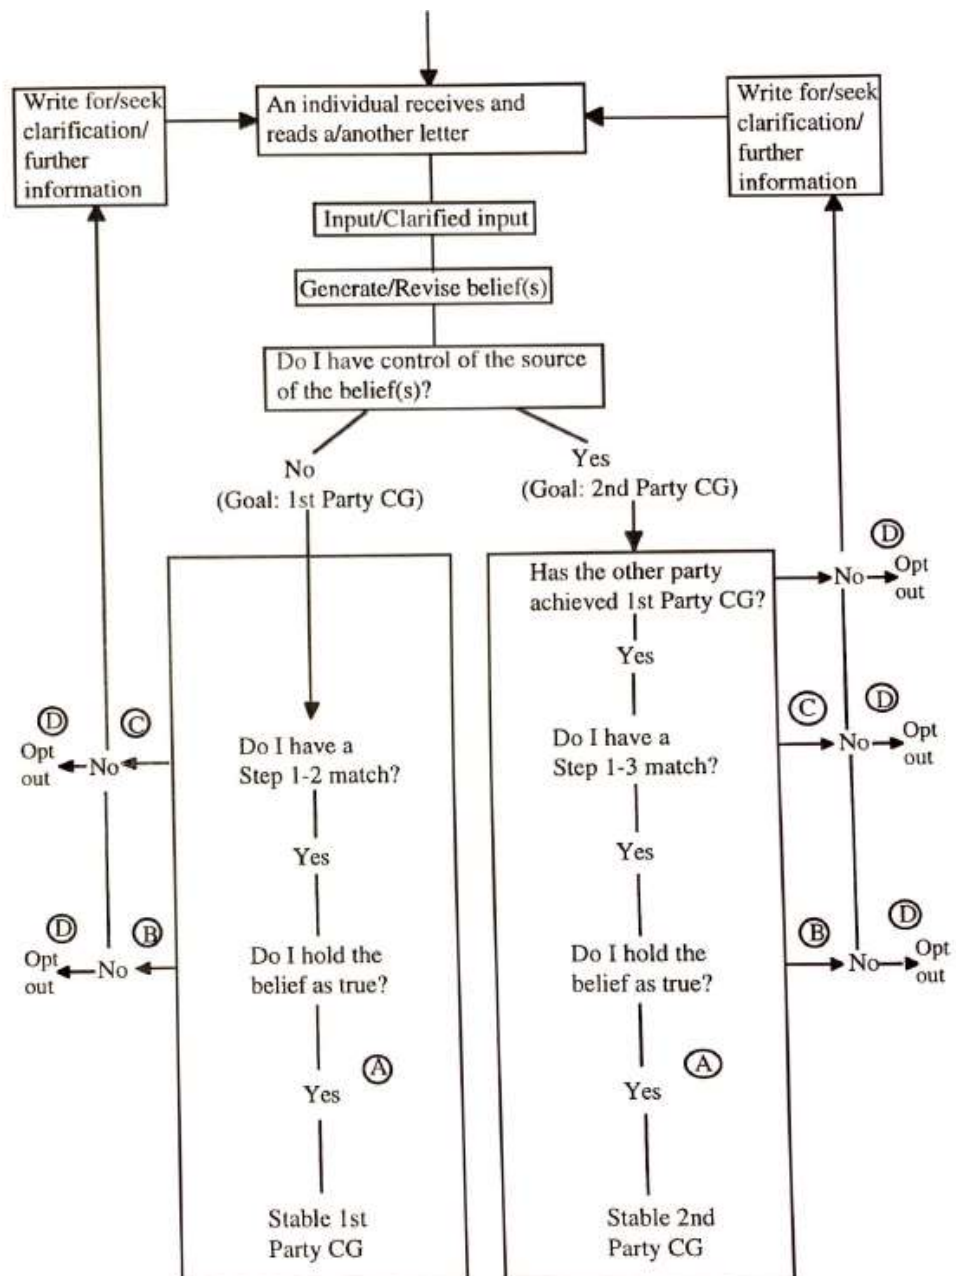 Write for/seek
clarification/
further
information
An individual receives and
reads a/another letter
Write for/seek
clarification/
further
information
Input/Clarified input
Generate/Revise belief(s)
Do I have control of the source
of the belief(s)?
No
(Goal: 1st Party CG)
Yes
(Goal: 2nd Party CG)
Has the other party
achieved 1st Party CG?
Yes
D
No
Opt
out
Do I have a
Step 1-2 match?
D
C
Opt
out
No
Yes
Do I have a
Step 1-3 match?
C
D
No
Opt
out
Yes
Do I hold the
belief as true?
D
B
Opt
out
No
Yes
A
Do I hold the
belief as true?
B
D
No
Opt
out
Yes
A
Stable 1st
Party CG
Stable 2nd
Party CG